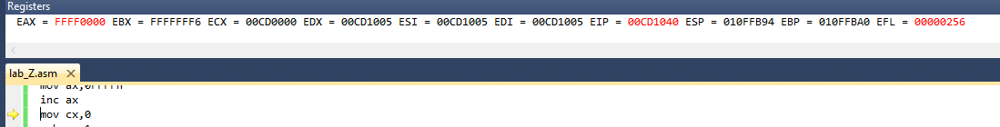 Registers
EAX = FFFF0000 EBX = FFFFFFF6 ECX = 00CD0000 EDX = 00CD1005 ESI = 00CD1005 EDI = 00CD1005 EIP = 00CD1040 ESP = 010FFB94 EBP = 010FFBA0 EFL = 00000256
lab_Z.asm
mov ax,0ffffh
inc ax
mov cx,0